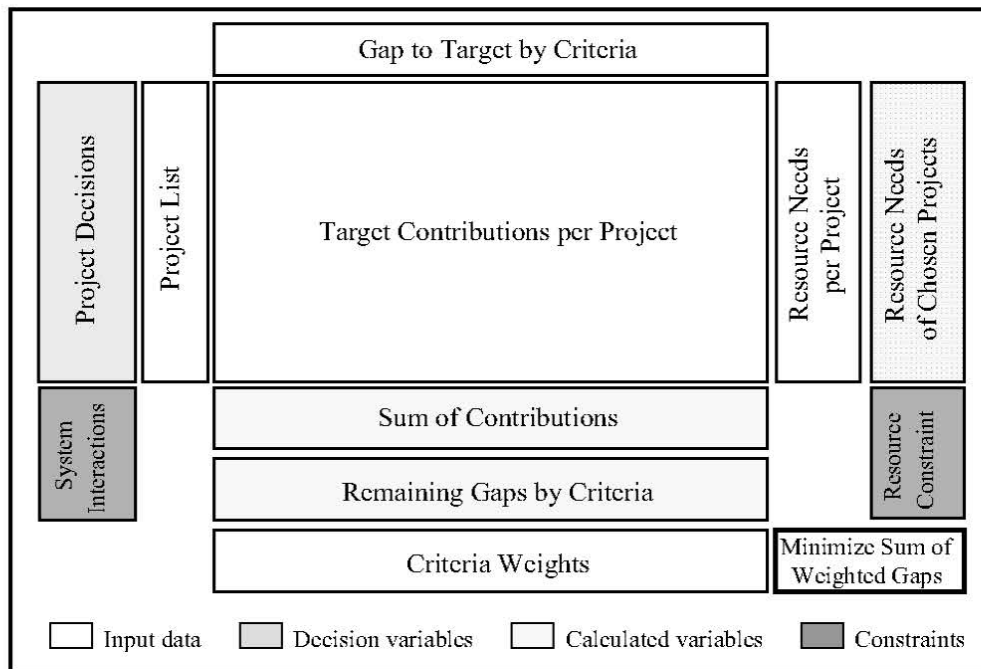 Gap to Target by Criteria
Project Decisions
Project List
Target Contributions per Project
Resource Needs
per Project
Resource Needs
of Chosen Projects
System
Interactions
Sum of Contributions
Resource
Constraint
Remaining Gaps by Criteria
Criteria Weights
Minimize Sum of
Weighted Gaps
Input data
Decision variables
Calculated variables
Constraints